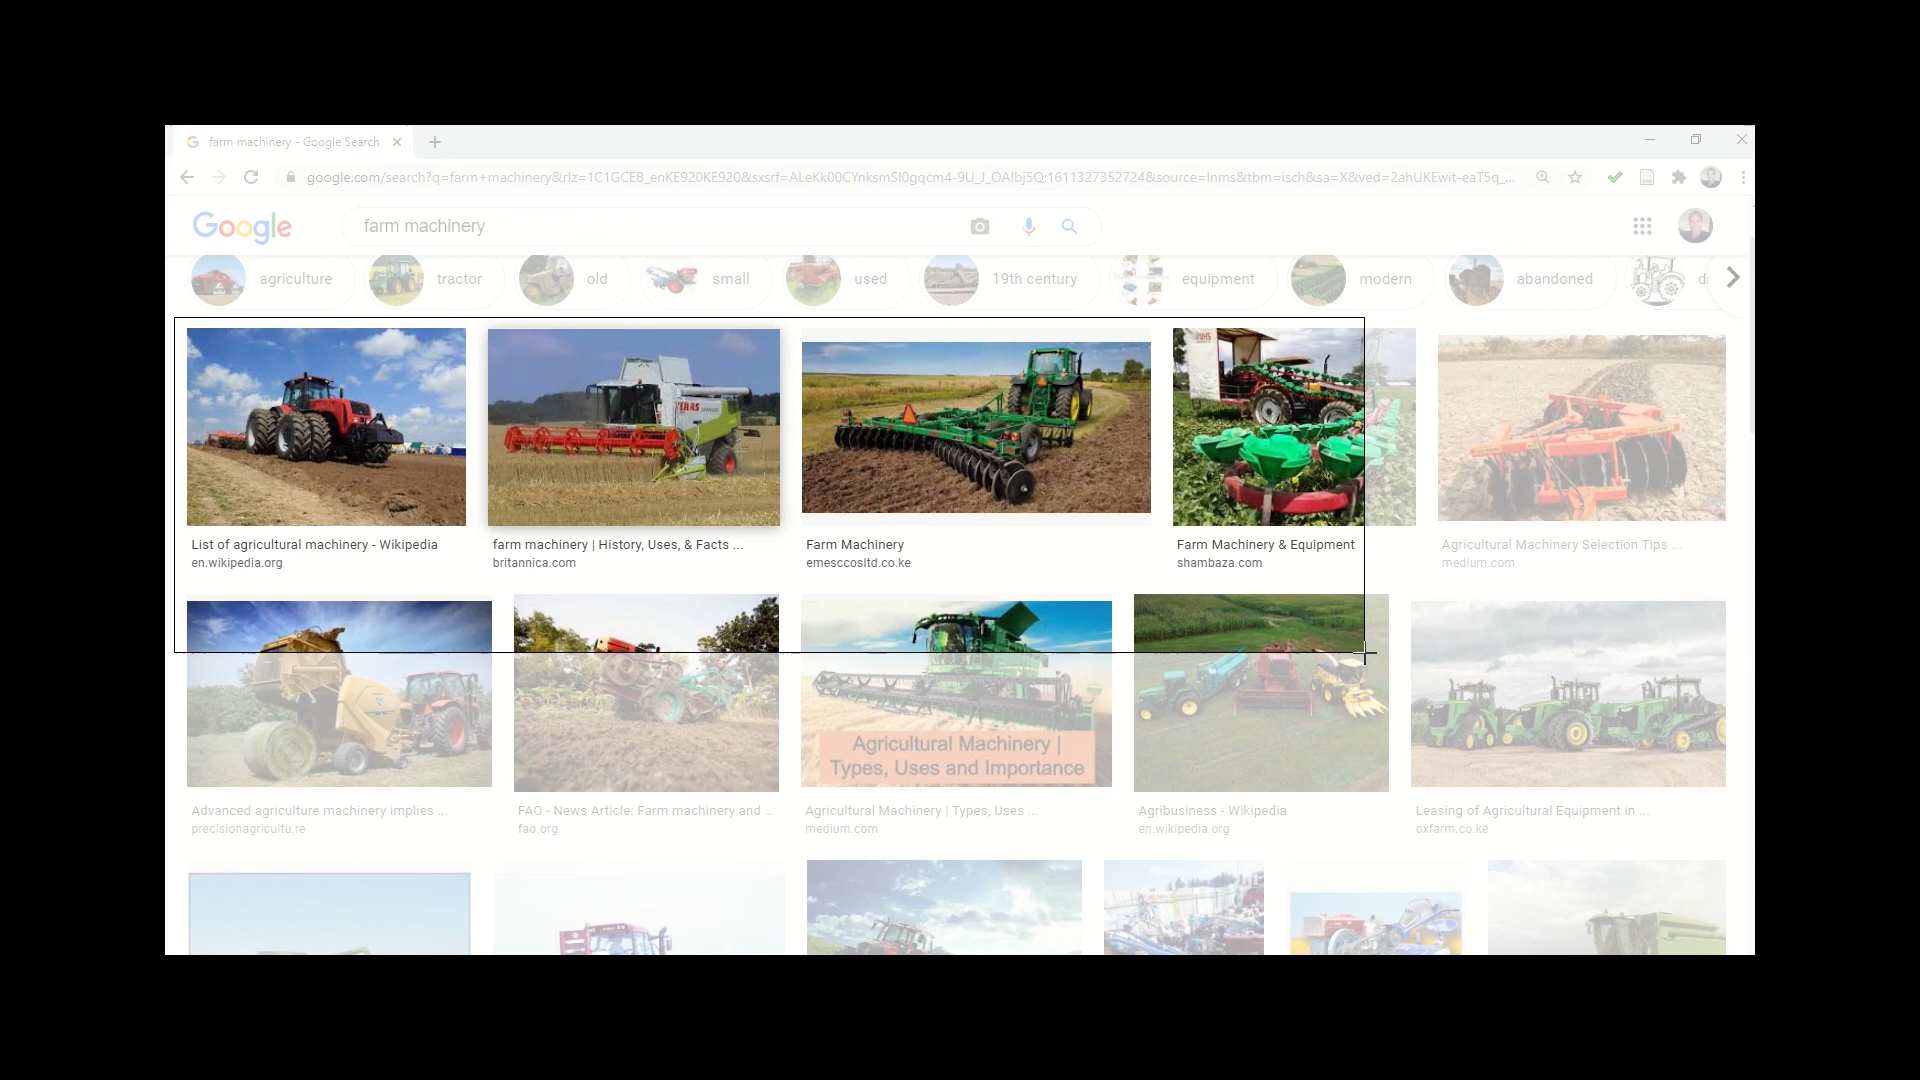 farm machinery - Google Search
google.com/search?q=farm+machinery&rlz=1C1GCEB_enKE920KE920&sxsrf=ALeKk00CYnksmSI0gqcm4-9U_J_OAIbj5Q:1611327352724&source=lnms&tbm=isch&sa=X&ved=2ahUKEwit-eaT5q_...
Google
farm machinery
agriculture
tractor
old
small
used
19th century
equipment
modern
abandoned
List of agricultural machinery - Wikipedia
en.wikipedia.org
farm machinery | History, Uses, & Facts ...
britannica.com
Farm Machinery
emesccosltd.co.ke
Farm Machinery & Equipment
shambaza.com
Agricultural Machinery Selection Tips ...
medium.com
Agricultural Machinery |
Types, Uses and Importance
Advanced agriculture machinery implies ...
precisionagricultu.re
FAO - News Article: Farm machinery and ...
fao.org
Agricultural Machinery | Types, Uses ...
medium.com
Agribusiness - Wikipedia
en.wikipedia.org
Leasing of Agricultural Equipment in ...
oxfarm.co.ke